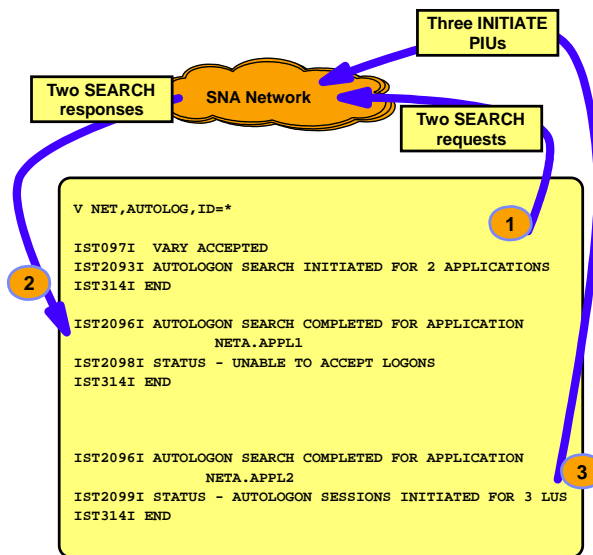 Three INITIATE
PIUs
Two SEARCH
responses
SNA Network
Two SEARCH
requests
V NET,AUTOLOG,ID=*
1
IST097I  VARY ACCEPTED
IST2093I AUTOLOGON SEARCH INITIATED FOR 2 APPLICATIONS
IST314I END
2
IST2096I AUTOLOGON SEARCH COMPLETED FOR APPLICATION
NETA.APPL1
IST2098I STATUS - UNABLE TO ACCEPT LOGONS
IST314I END
IST2096I AUTOLOGON SEARCH COMPLETED FOR APPLICATION
NETA.APPL2
3
IST2099I STATUS - AUTOLOGON SESSIONS INITIATED FOR 3 LUS
IST314I END